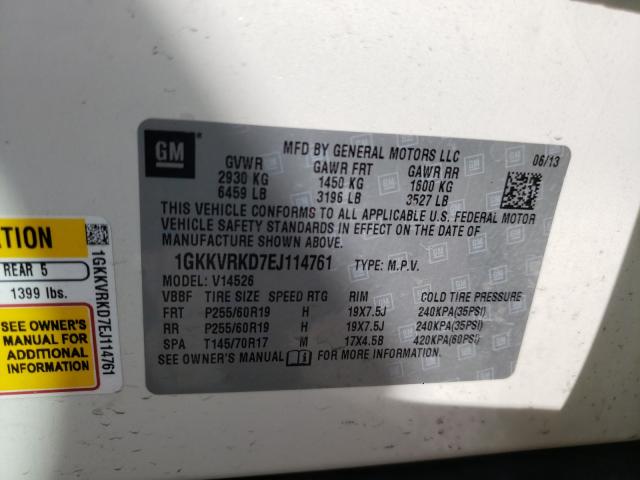 GM
MFD BY GENERAL MOTORS LLC
06/13
GVWR GAWR FRT GAWR RR
2930 KG 1450 KG 1600 KG
6459 LB 3196 LB 3527 LB
THIS VEHICLE CONFORMS TO ALL APPLICABLE U.S. FEDERAL MOTOR
VEHICLE SAFETY STANDARDS IN EFFECT ON THE DATE OF
MANUFACTURE SHOWN ABOVE.
1GKKVRKD7EJ114761 TYPE: M.P.V.
MODEL: V14526
VBBF TIRE SIZE SPEED RTG RIM COLD TIRE PRESSURE
FRT P255/60R19 H 19X7.5J 240KPA(35PSI)
RR P255/60R19 H 19X7.5J 240KPA(35PSI)
SPA T145/70R17 M 17X4.5B 420KPA(60PSI)
SEE OWNER'S MANUAL FOR MORE INFORMATION
ATION
REAR 5
1399 lbs.
SEE OWNER'S
MANUAL FOR
ADDITIONAL
INFORMATION
1GKKVRKD7EJ114761